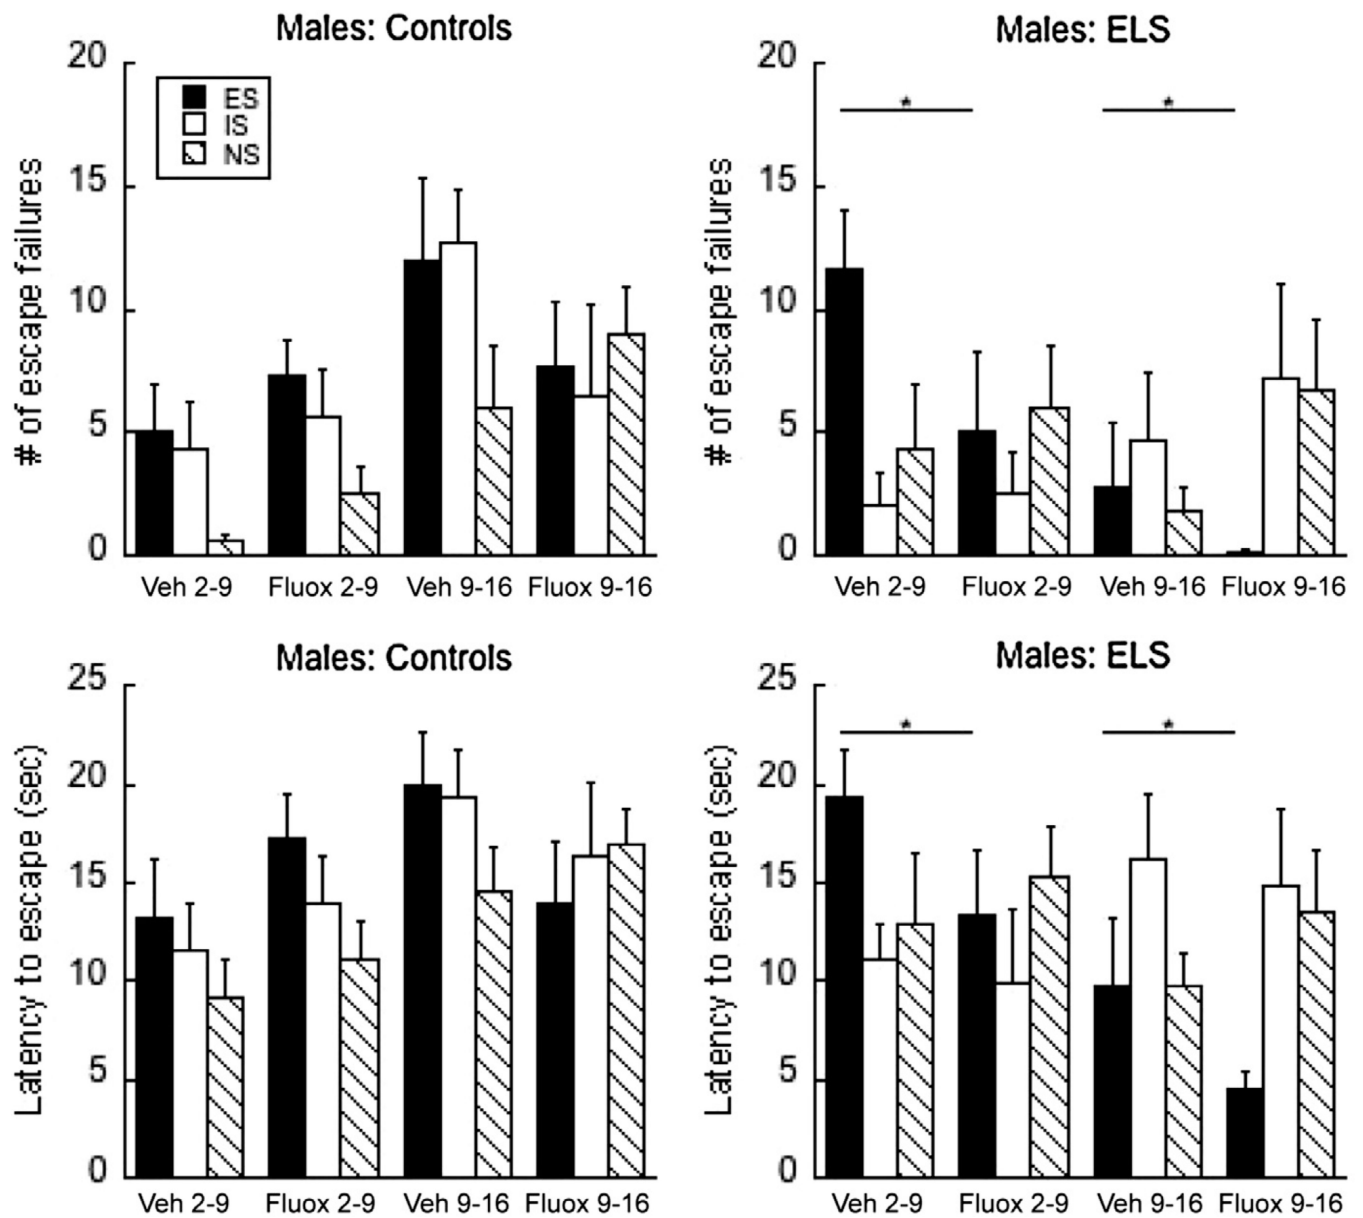 Males: Controls
# of escape failures
20
15
10
5
0
ES
IS
NS
Veh 2-9 Fluox 2-9 Veh 9-16 Fluox 9-16
Males: ELS
# of escape failures
20
15
10
5
0
*
*
Veh 2-9 Fluox 2-9 Veh 9-16 Fluox 9-16
Males: Controls
Latency to escape (sec)
25
20
15
10
5
0
Veh 2-9 Fluox 2-9 Veh 9-16 Fluox 9-16
Males: ELS
Latency to escape (sec)
25
20
15
10
5
0
*
*
Veh 2-9 Fluox 2-9 Veh 9-16 Fluox 9-16